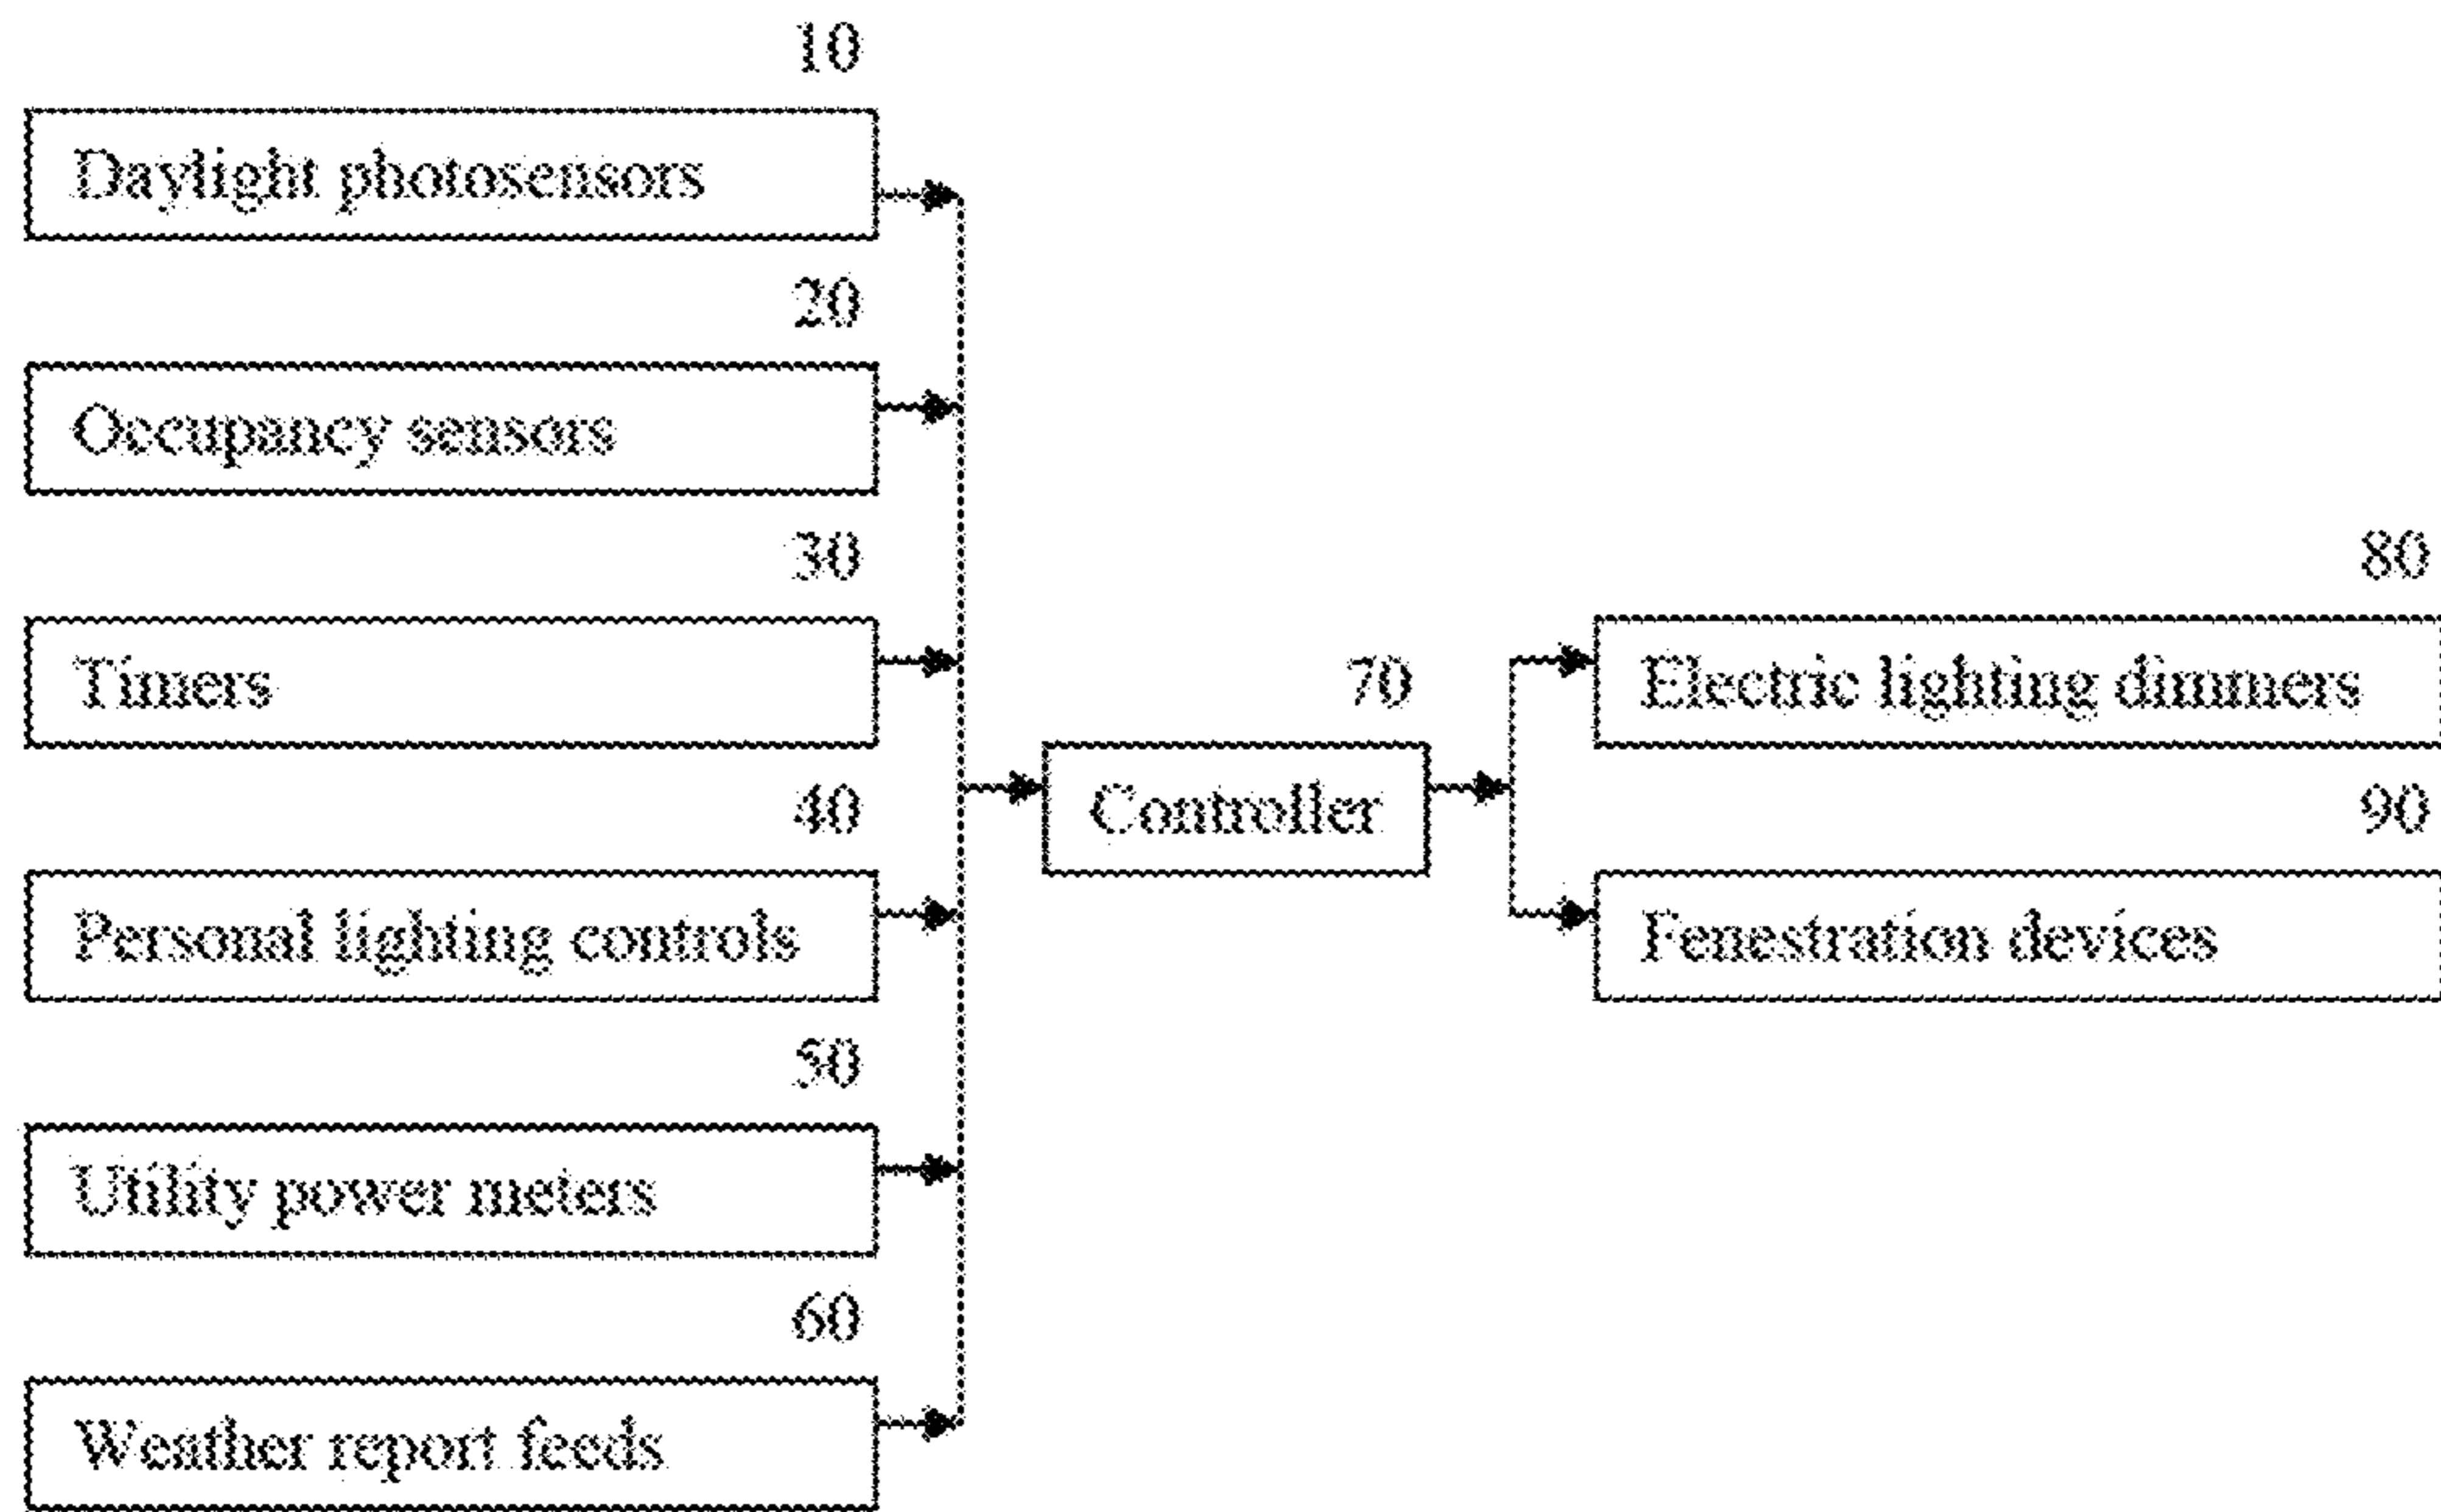 10
Daylight photosensors
20
Occupancy sensors
30
Timers
40
Personal lighting controls
50
Utility power meters
60
Weather report feeds
70
Controller
80
Electric lighting dimmers
90
Fenestration devices